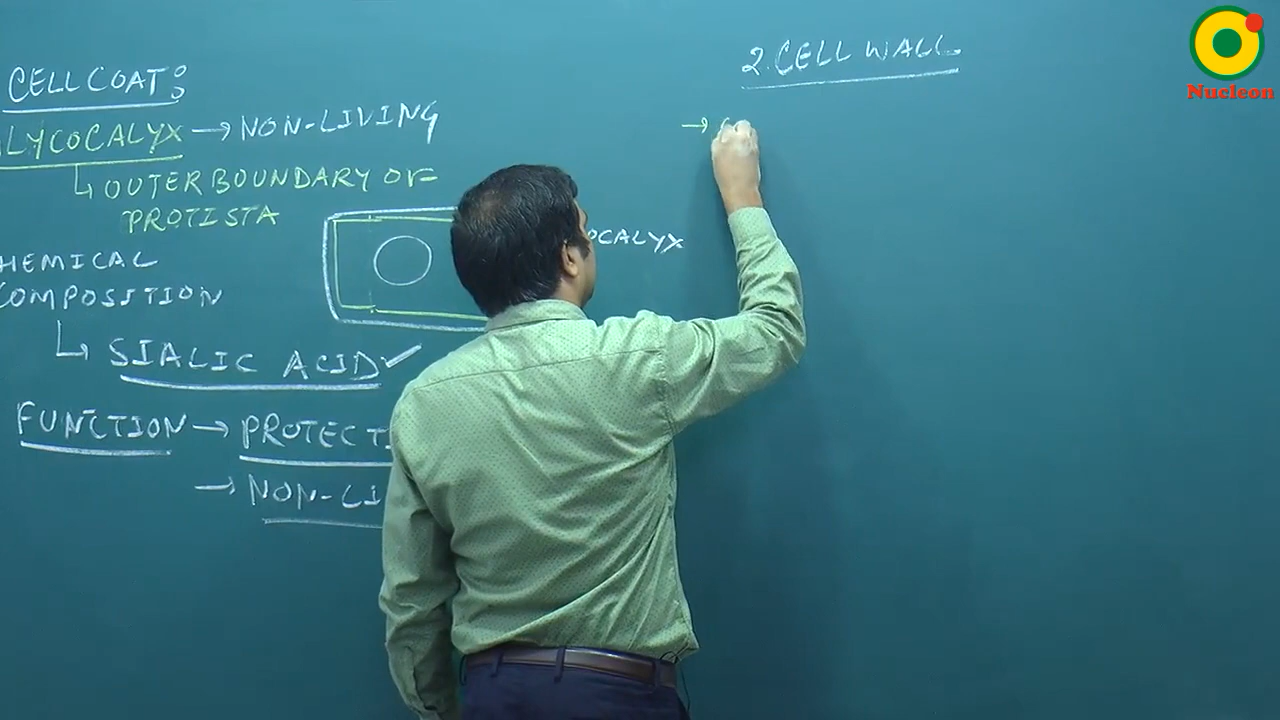 CELL COAT:
LYCOCALYX → NON-LIVING
↳ OUTER BOUNDARY OF
PROTISTA
HEMICAL
COMPOSITION
↳ SIALIC ACID ✓
FUNCTION → PROTECTI
→ NON-LI
OCALYX
2. CELL WALL
→
Nucleon